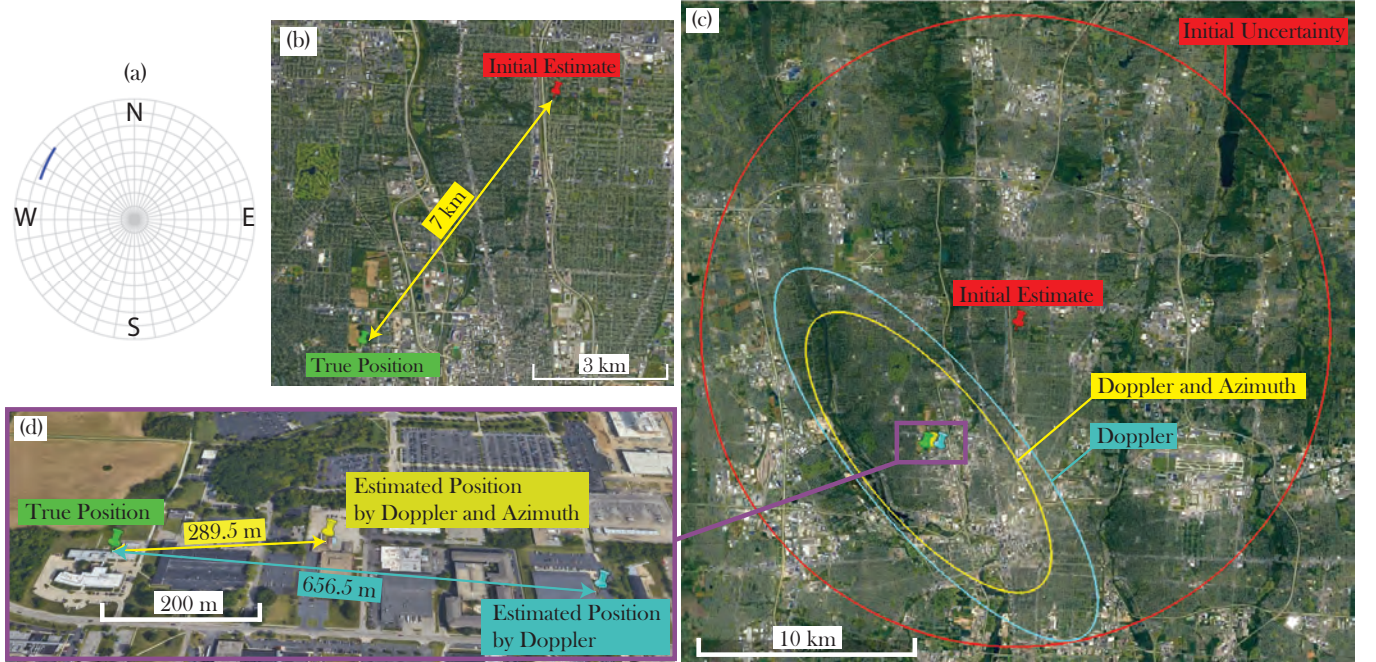 (a)
N
W
E
S
(b)
Initial Estimate
7 km
True Position
3 km
(c)
Initial Uncertainty
Initial Estimate
Doppler and Azimuth
Doppler
10 km
(d)
True Position
Estimated Position
by Doppler and Azimuth
289.5 m
656.5 m
200 m
Estimated Position
by Doppler